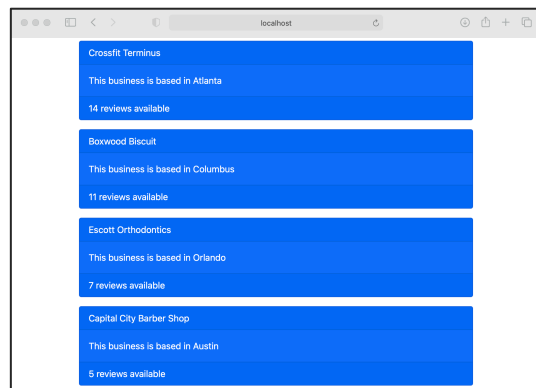 localhost
Crossfit Terminus
This business is based in Atlanta
14 reviews available
Boxwood Biscuit
This business is based in Columbus
11 reviews available
Escott Orthodontics
This business is based in Orlando
7 reviews available
Capital City Barber Shop
This business is based in Austin
5 reviews available